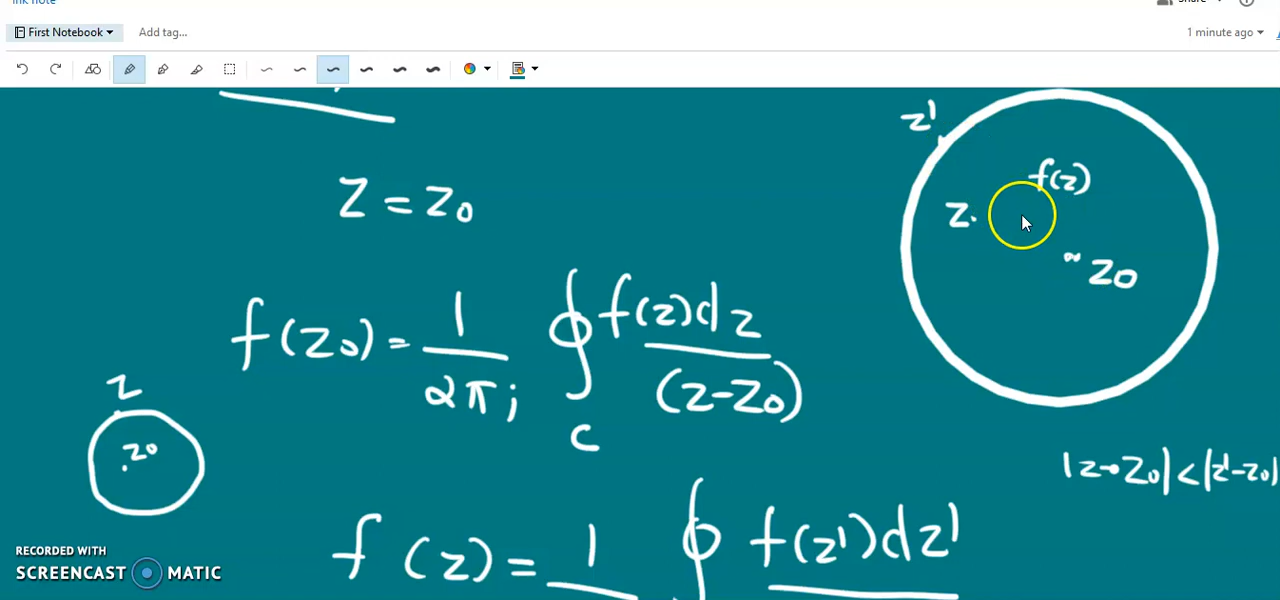 ink note
Share
First Notebook
Add tag...
1 minute ago
z'
f(z)
z = z0
z.
z0
f(z0) = 1/2πi ∮c f(z)dz/(z-z0)
z
.z0
|z-z0| < |z'-z0|
f(z) = 1 ∮ f(z')dz'
RECORDED WITH
SCREENCAST MATIC